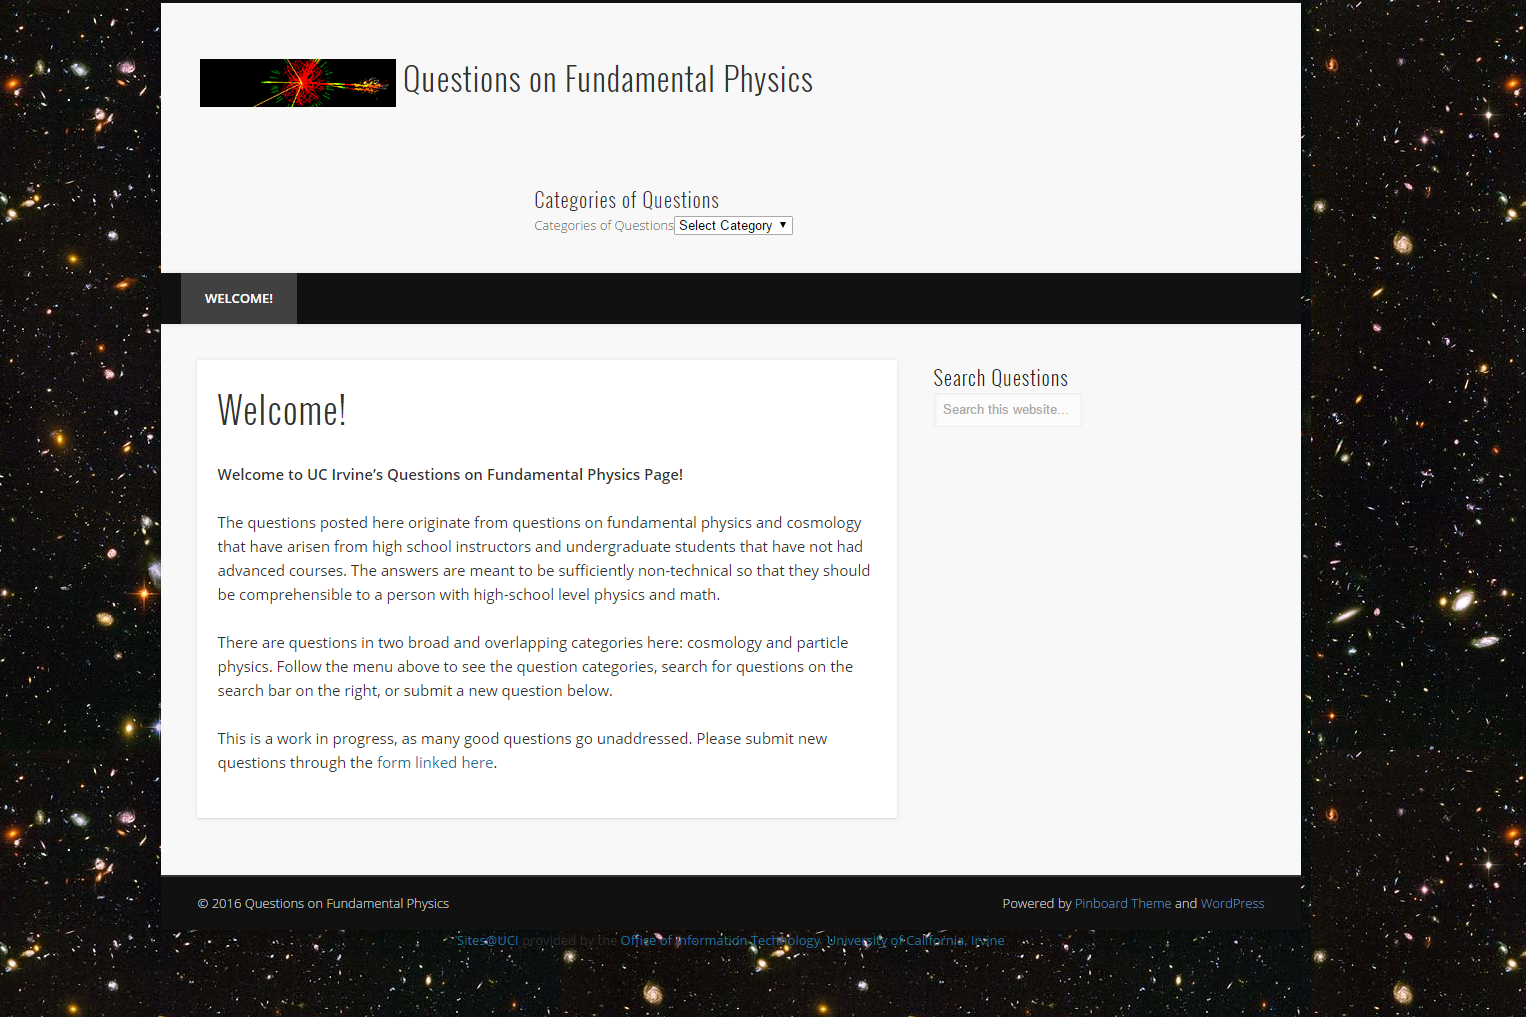 Questions on Fundamental Physics
Categories of Questions
Categories of Questions Select Category ▼
WELCOME!
Welcome!
Search Questions
Search this website…
Welcome to UC Irvine’s Questions on Fundamental Physics Page!
The questions posted here originate from questions on fundamental physics and cosmology
that have arisen from high school instructors and undergraduate students that have not had
advanced courses. The answers are meant to be sufficiently non-technical so that they should
be comprehensible to a person with high-school level physics and math.
There are questions in two broad and overlapping categories here: cosmology and particle
physics. Follow the menu above to see the question categories, search for questions on the
search bar on the right, or submit a new question below.
This is a work in progress, as many good questions go unaddressed. Please submit new
questions through the form linked here.
© 2016 Questions on Fundamental Physics
Powered by Pinboard Theme and WordPress
Sites@UCI provided by the Office of Information Technology, University of California, Irvine